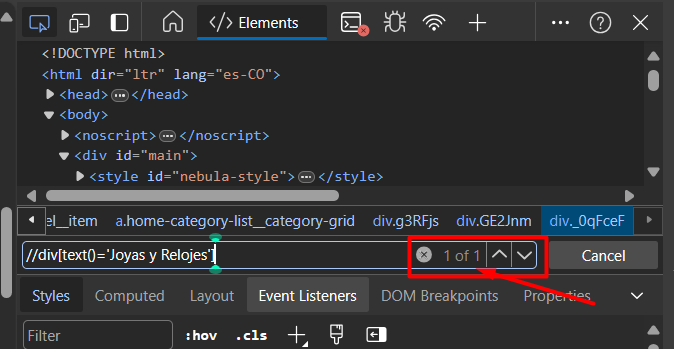 Elements
<!DOCTYPE html>
<html dir="ltr" lang="es-CO">
<head>···</head>
<body>
<noscript>···</noscript>
<div id="main">
<style id="nebula-style">···</style>
el__item a.home-category-list__category-grid div.g3RFjs div.GE2Jnm div._0qFceF
//div[text()='Joyas y Relojes'] 1 of 1 Cancel
Styles Computed Layout Event Listeners DOM Breakpoints Properties
Filter :hov .cls